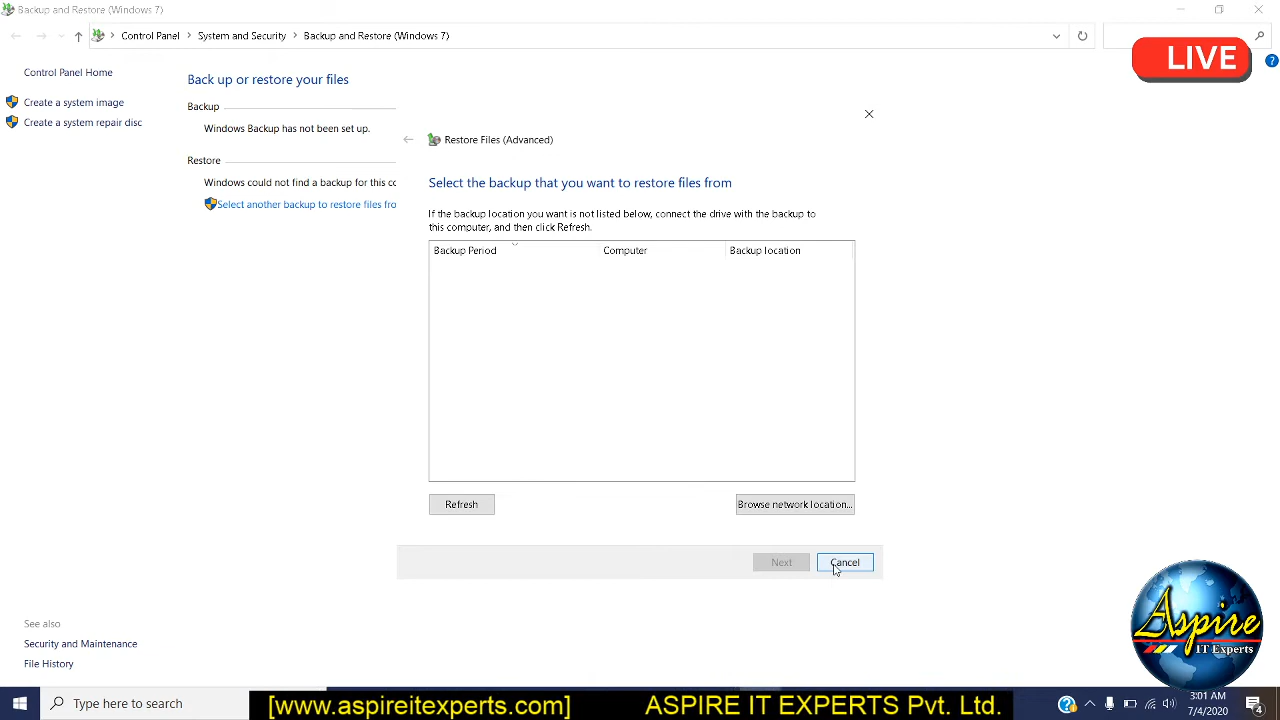 Backup and Restore (Windows 7)
Control Panel
System and Security
Backup and Restore (Windows 7)
LIVE
?
Control Panel Home
Create a system image
Create a system repair disc
Back up or restore your files
Backup
Windows Backup has not been set up.
Restore
Windows could not find a backup for this co
Select another backup to restore files fro
Restore Files (Advanced)
Select the backup that you want to restore files from
If the backup location you want is not listed below, connect the drive with the backup to
this computer, and then click Refresh.
Backup Period
Computer
Backup location
Refresh
Browse network location...
Next
Cancel
See also
Security and Maintenance
File History
Aspire
IT Experts
Type here to search
[www.aspireitexperts.com]
ASPIRE IT EXPERTS Pvt. Ltd.
3:01 AM
7/4/2020